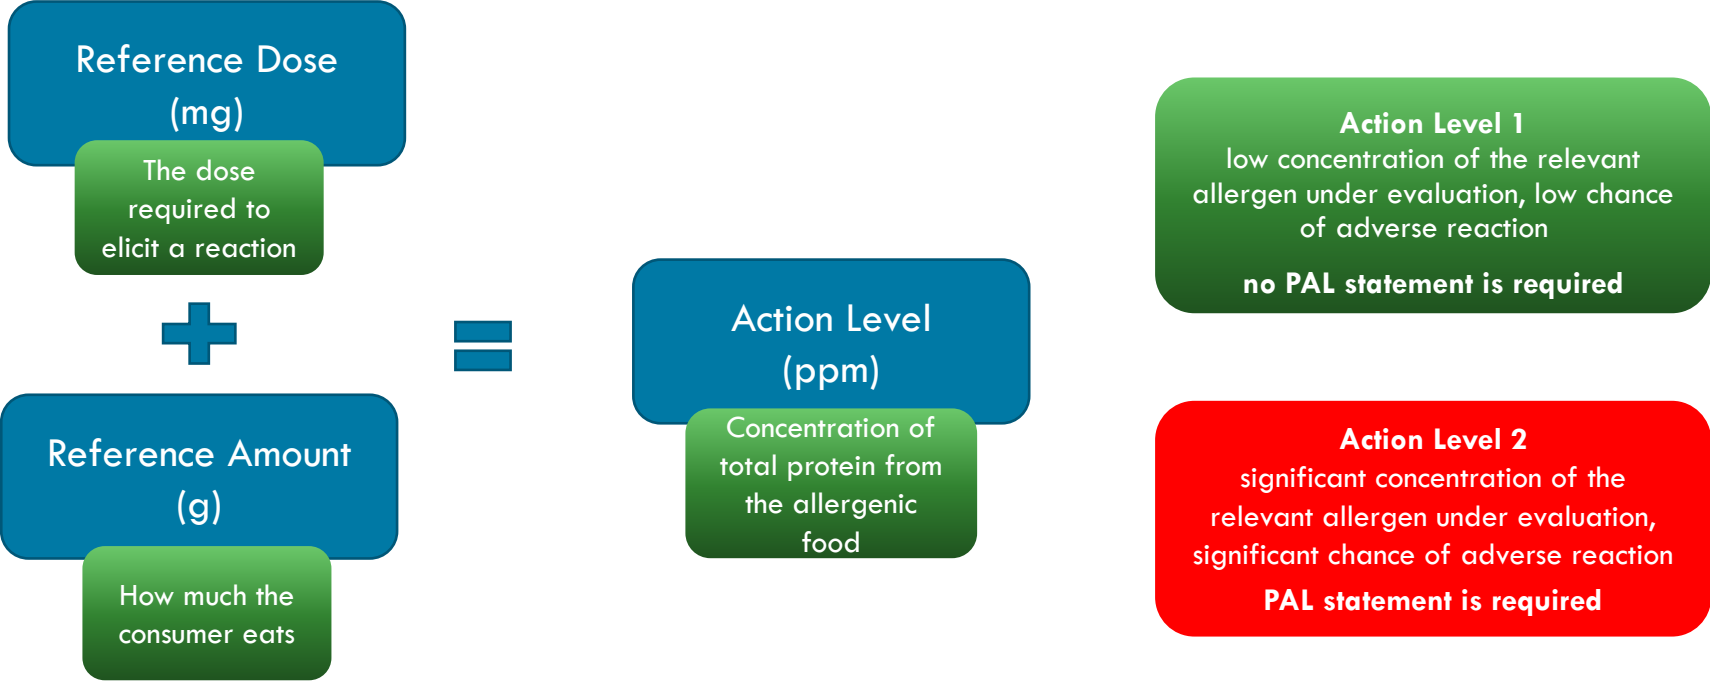 Reference Dose
(mg)
The dose
required to
elicit a reaction
Reference Amount
(g)
How much the
consumer eats
Action Level
(ppm)
Concentration of
total protein from
the allergenic
food
Action Level 1
low concentration of the relevant
allergen under evaluation, low chance
of adverse reaction
no PAL statement is required
Action Level 2
significant concentration of the
relevant allergen under evaluation,
significant chance of adverse reaction
PAL statement is required